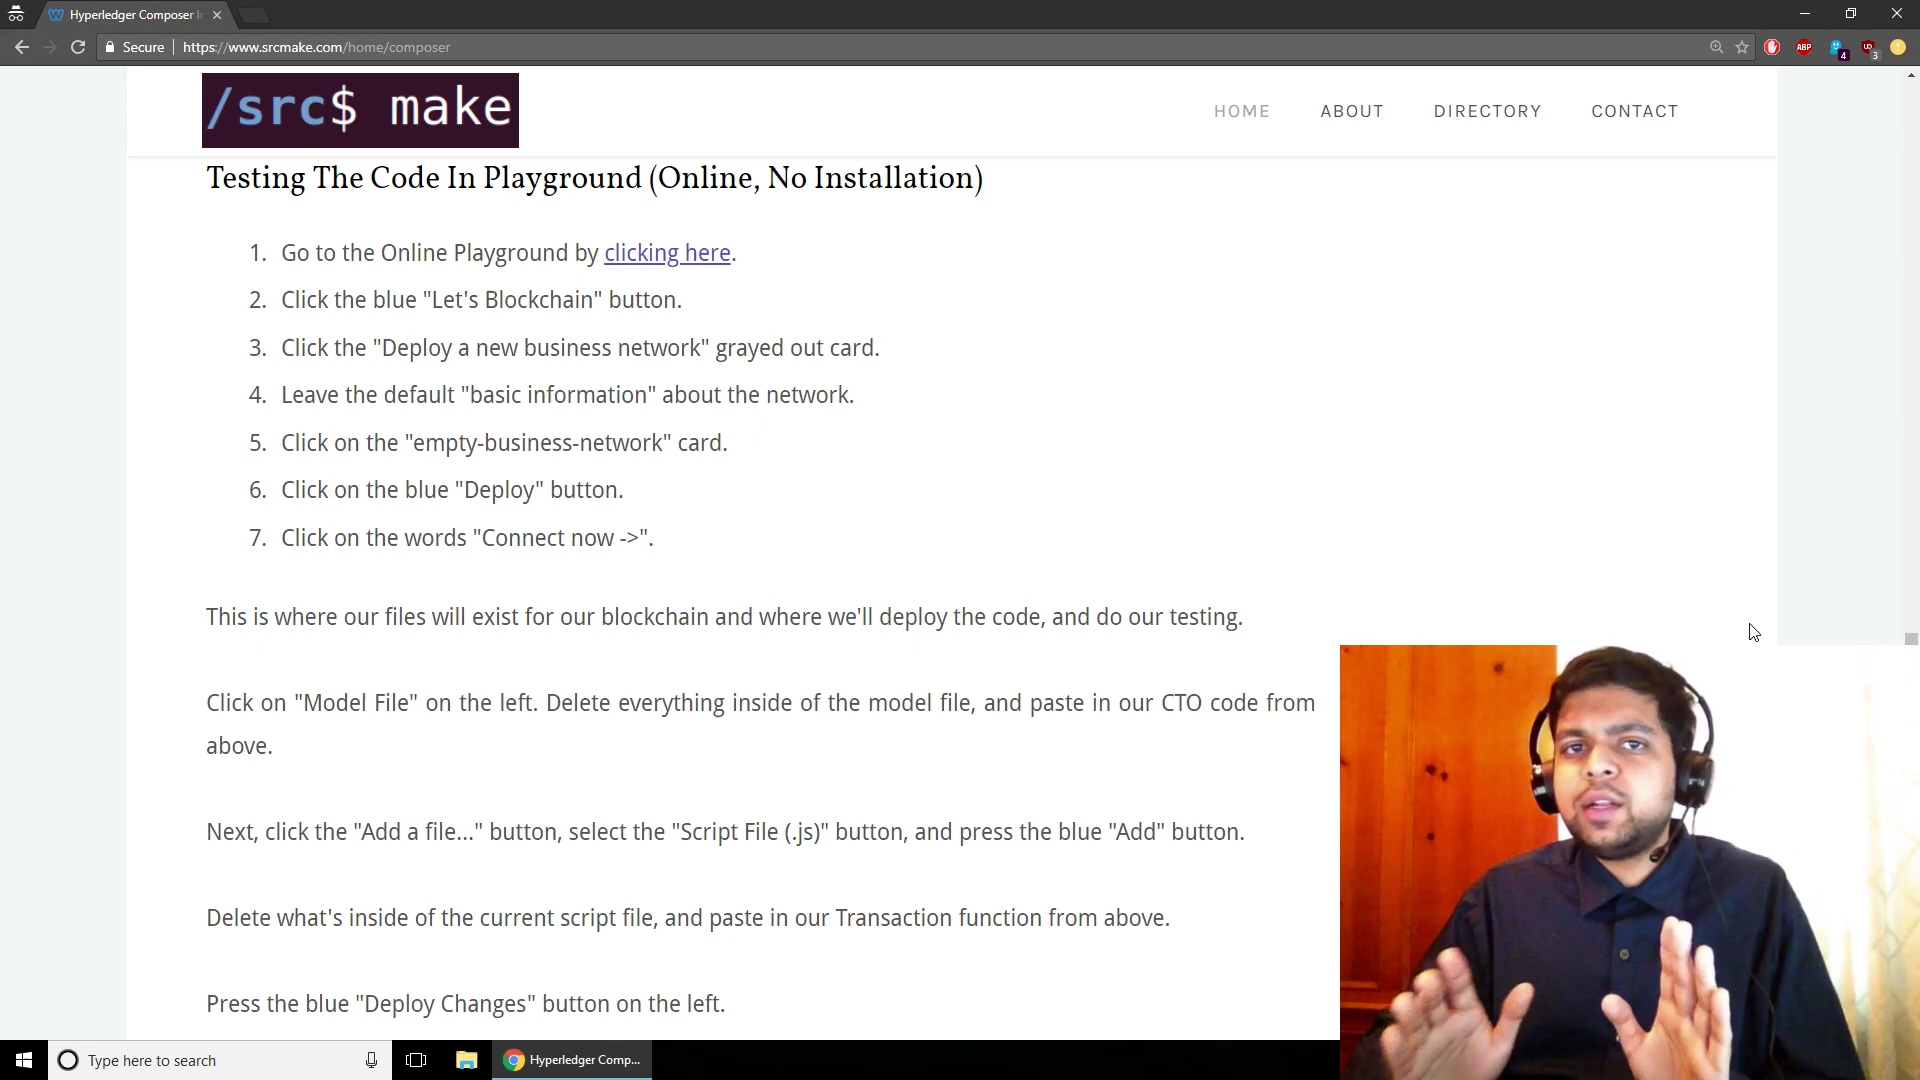 Hyperledger Composer I
Secure
https://www.srcmake.com/home/composer
ABP
4
3
/src$ make
HOME
ABOUT
DIRECTORY
CONTACT
Testing The Code In Playground (Online, No Installation)
1. Go to the Online Playground by clicking here.
2. Click the blue "Let's Blockchain" button.
3. Click the "Deploy a new business network" grayed out card.
4. Leave the default "basic information" about the network.
5. Click on the "empty-business-network" card.
6. Click on the blue "Deploy" button.
7. Click on the words "Connect now ->".
This is where our files will exist for our blockchain and where we'll deploy the code, and do our testing.
Click on "Model File" on the left. Delete everything inside of the model file, and paste in our CTO code from
above.
Next, click the "Add a file..." button, select the "Script File (.js)" button, and press the blue "Add" button.
Delete what's inside of the current script file, and paste in our Transaction function from above.
Press the blue "Deploy Changes" button on the left.
Type here to search
Hyperledger Comp...